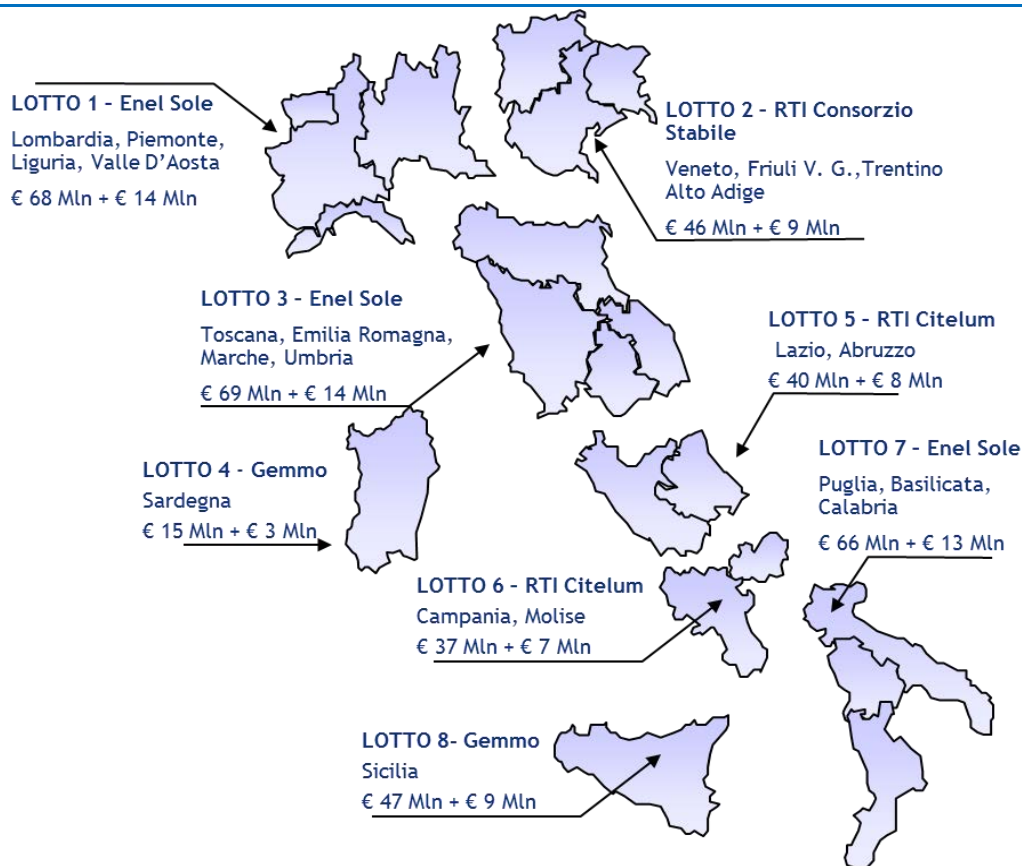 LOTTO 1 - Enel Sole
Lombardia, Piemonte,
Liguria, Valle D'Aosta
€ 68 Mln + € 14 Mln
LOTTO 2 - RTI Consorzio
Stabile
Veneto, Friuli V. G.,Trentino
Alto Adige
€ 46 Mln + € 9 Mln
LOTTO 3 - Enel Sole
Toscana, Emilia Romagna,
Marche, Umbria
€ 69 Mln + € 14 Mln
LOTTO 5 - RTI Citelum
Lazio, Abruzzo
€ 40 Mln + € 8 Mln
LOTTO 4 - Gemmo
Sardegna
€ 15 Mln + € 3 Mln
LOTTO 7 - Enel Sole
Puglia, Basilicata,
Calabria
€ 66 Mln + € 13 Mln
LOTTO 6 - RTI Citelum
Campania, Molise
€ 37 Mln + € 7 Mln
LOTTO 8- Gemmo
Sicilia
€ 47 Mln + € 9 Mln